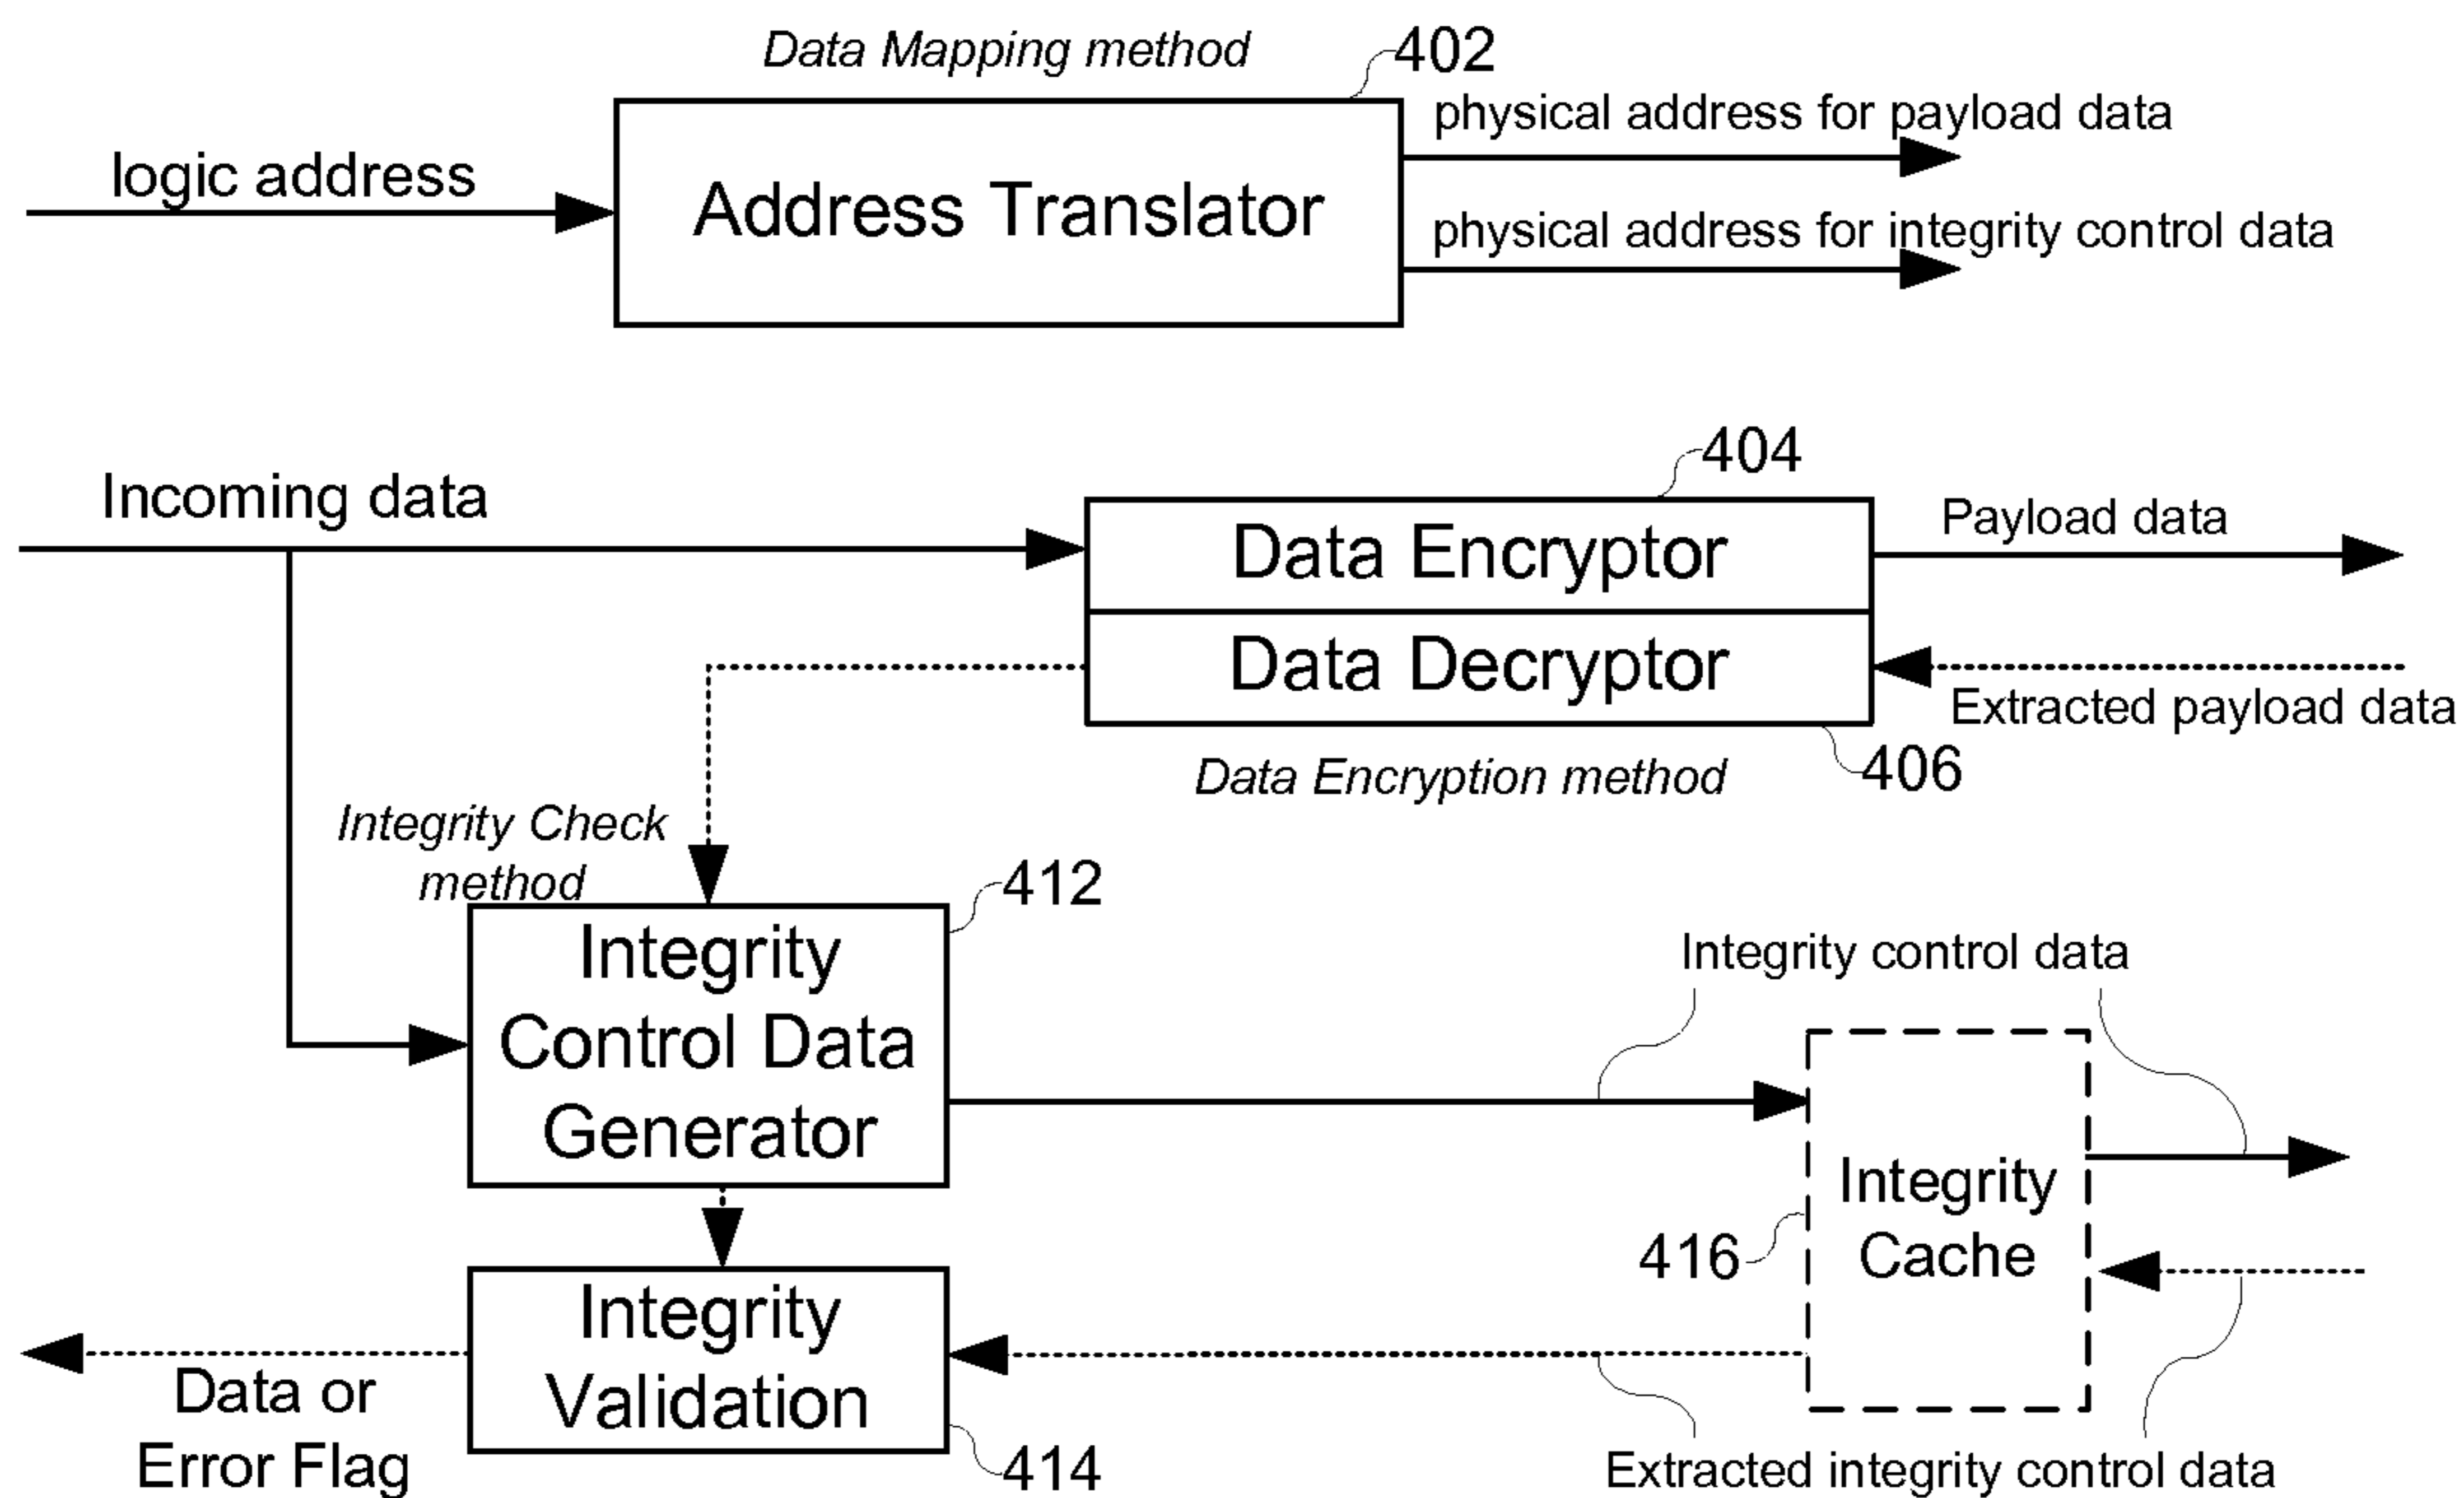 Data Mapping method
402
physical address for payload data
logic address
Address Translator
physical address for integrity control data
404
Incoming data
Data Encryptor
Payload data
Data Decryptor
Extracted payload data
Data Encryption method
406
Integrity Check
method
412
Integrity
Control Data
Generator
Integrity control data
Integrity
Cache
416
Integrity
Validation
414
Data or
Error Flag
Extracted integrity control data